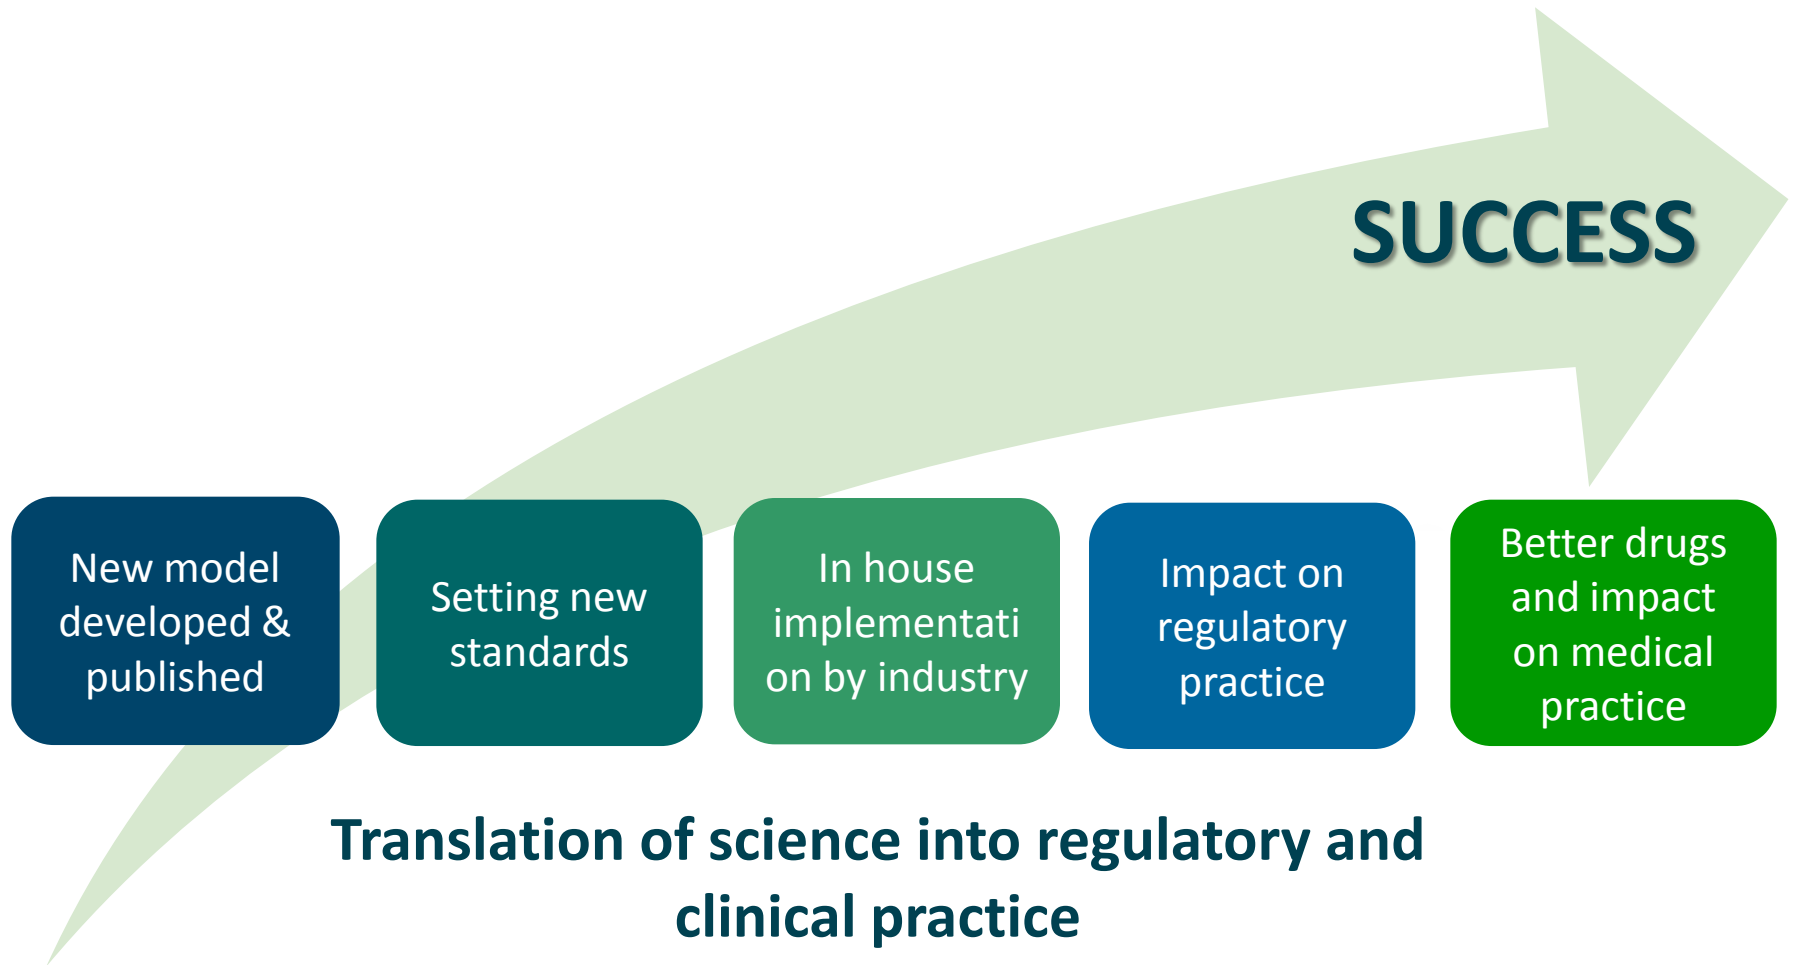 SUCCESS
New model
developed &
published
Setting new
standards
In house
implementati
on by industry
Impact on
regulatory
practice
Better drugs
and impact
on medical
practice
Translation of science into regulatory and
clinical practice